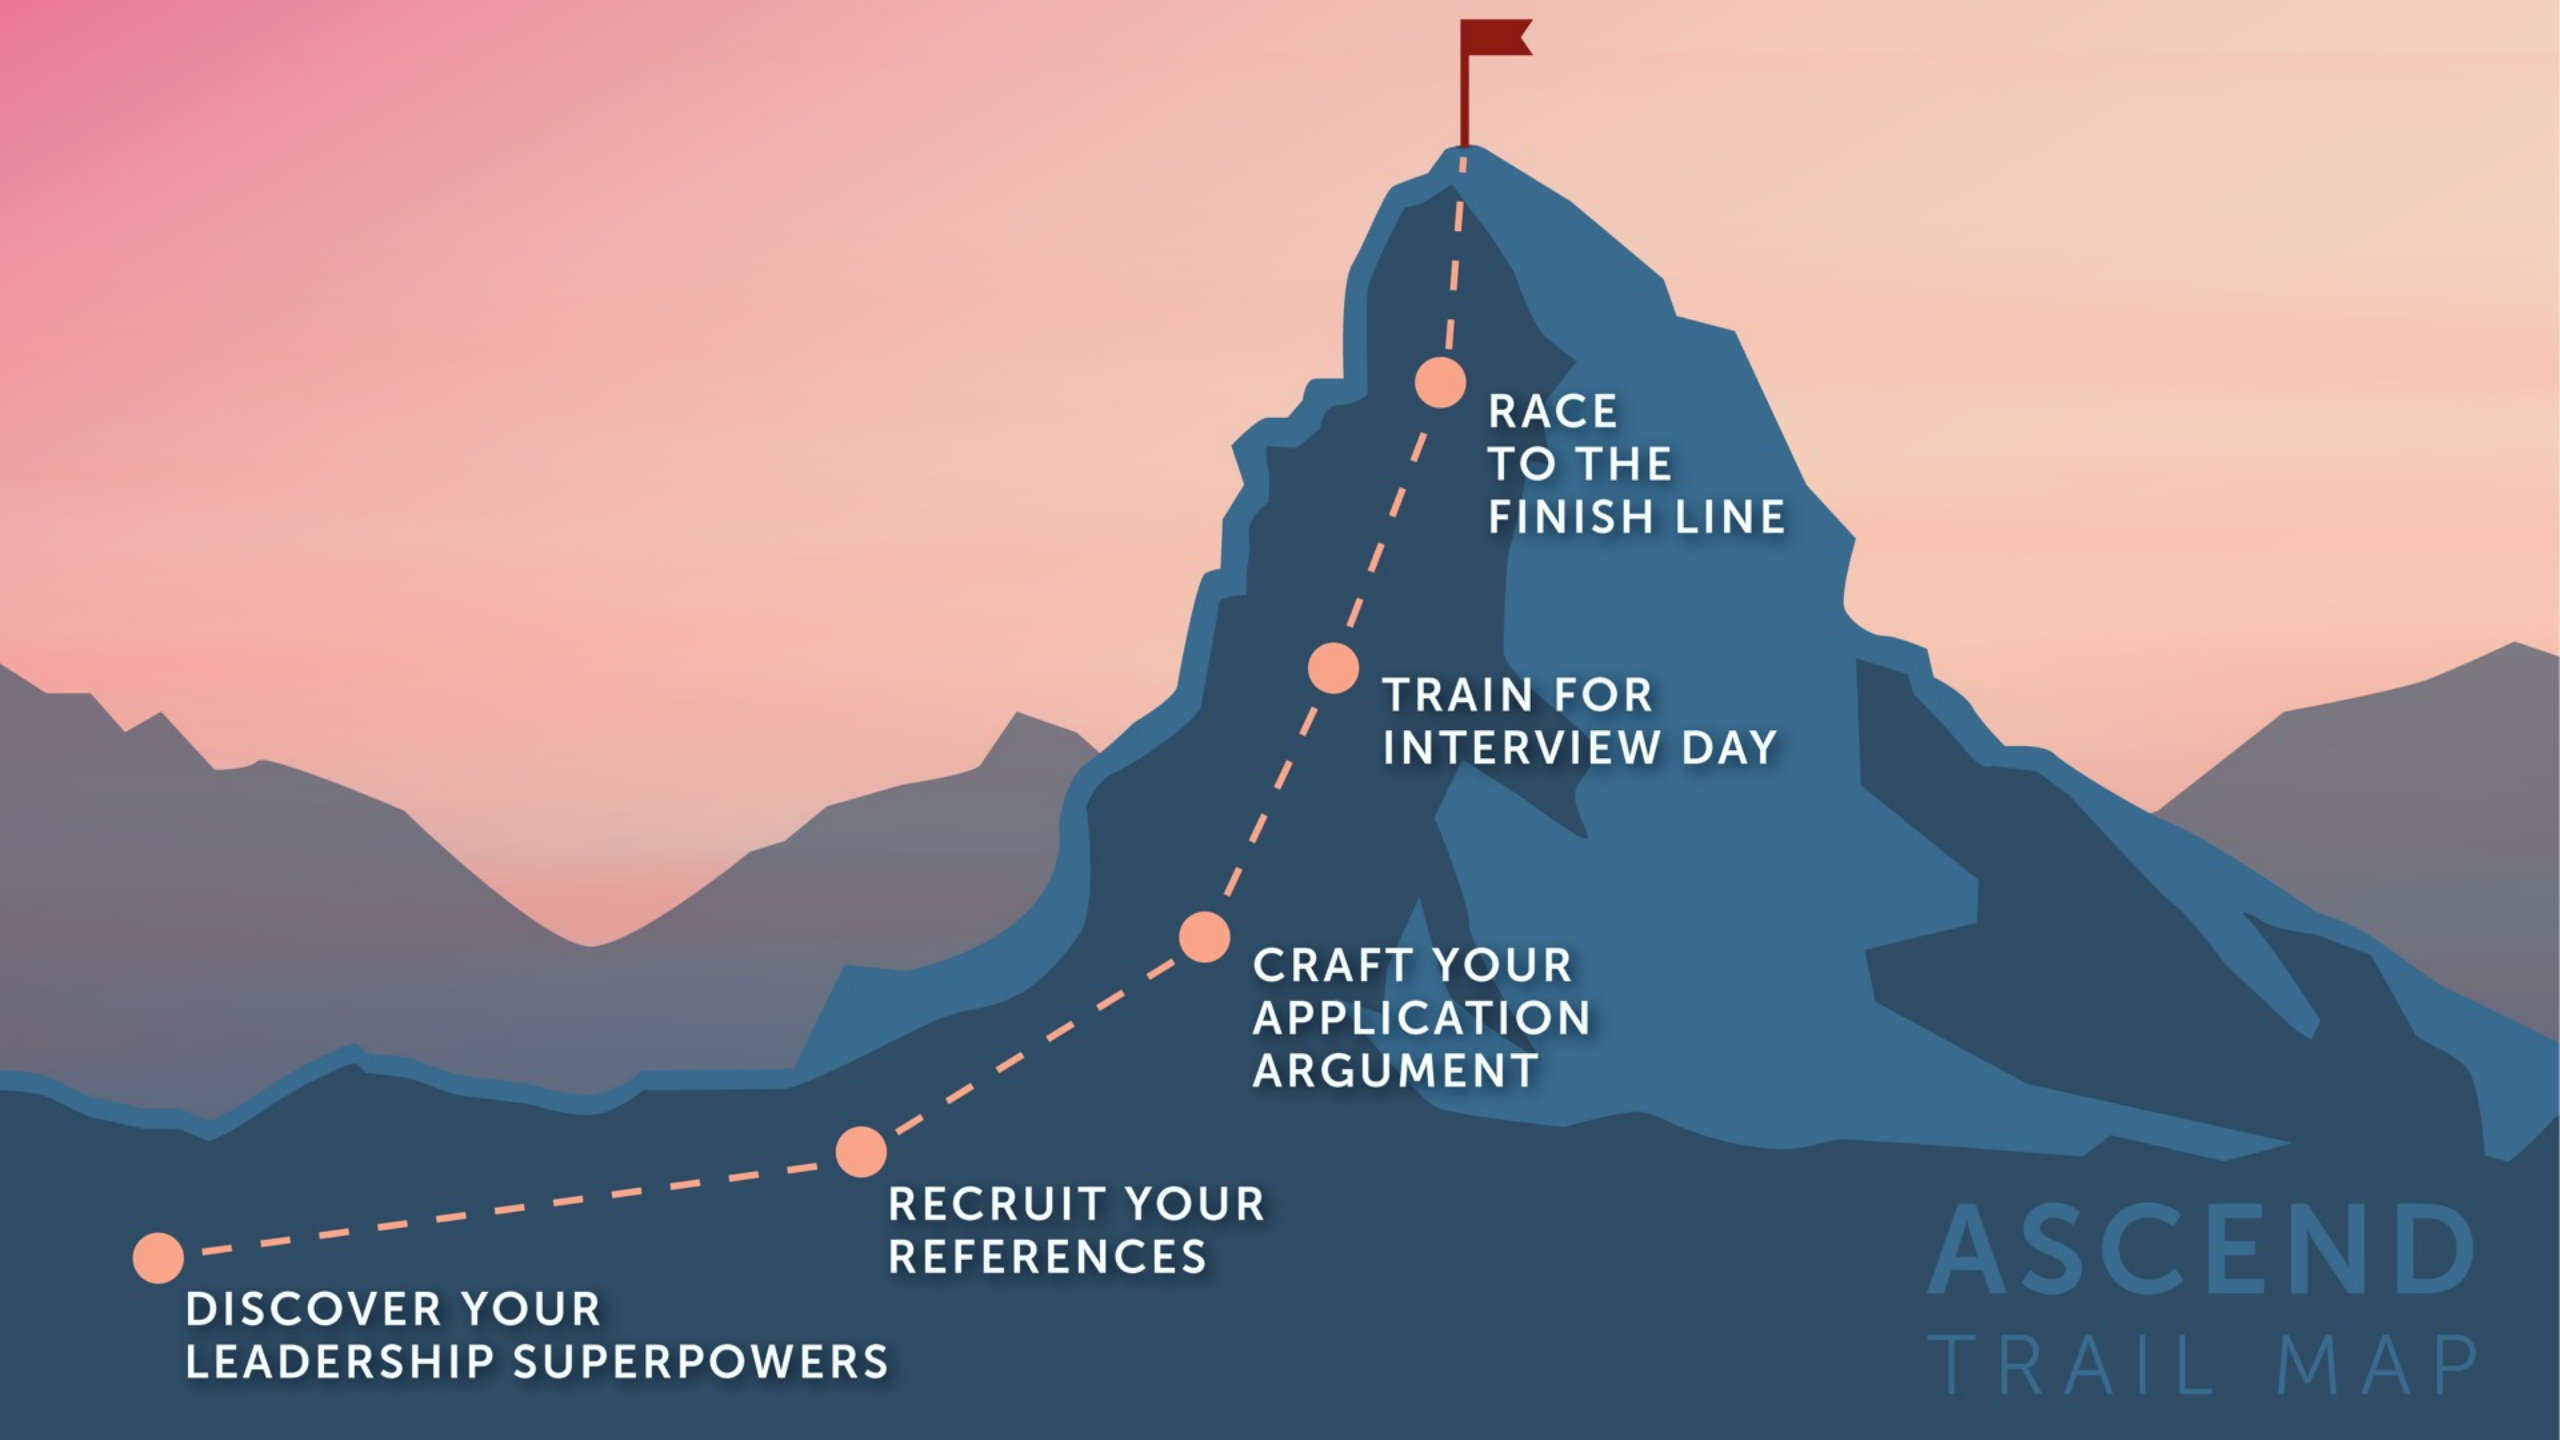 RACE
TO THE
FINISH LINE
TRAIN FOR
INTERVIEW DAY
CRAFT YOUR
APPLICATION
ARGUMENT
RECRUIT YOUR
REFERENCES
DISCOVER YOUR
LEADERSHIP SUPERPOWERS
ASCEND
TRAIL MAP